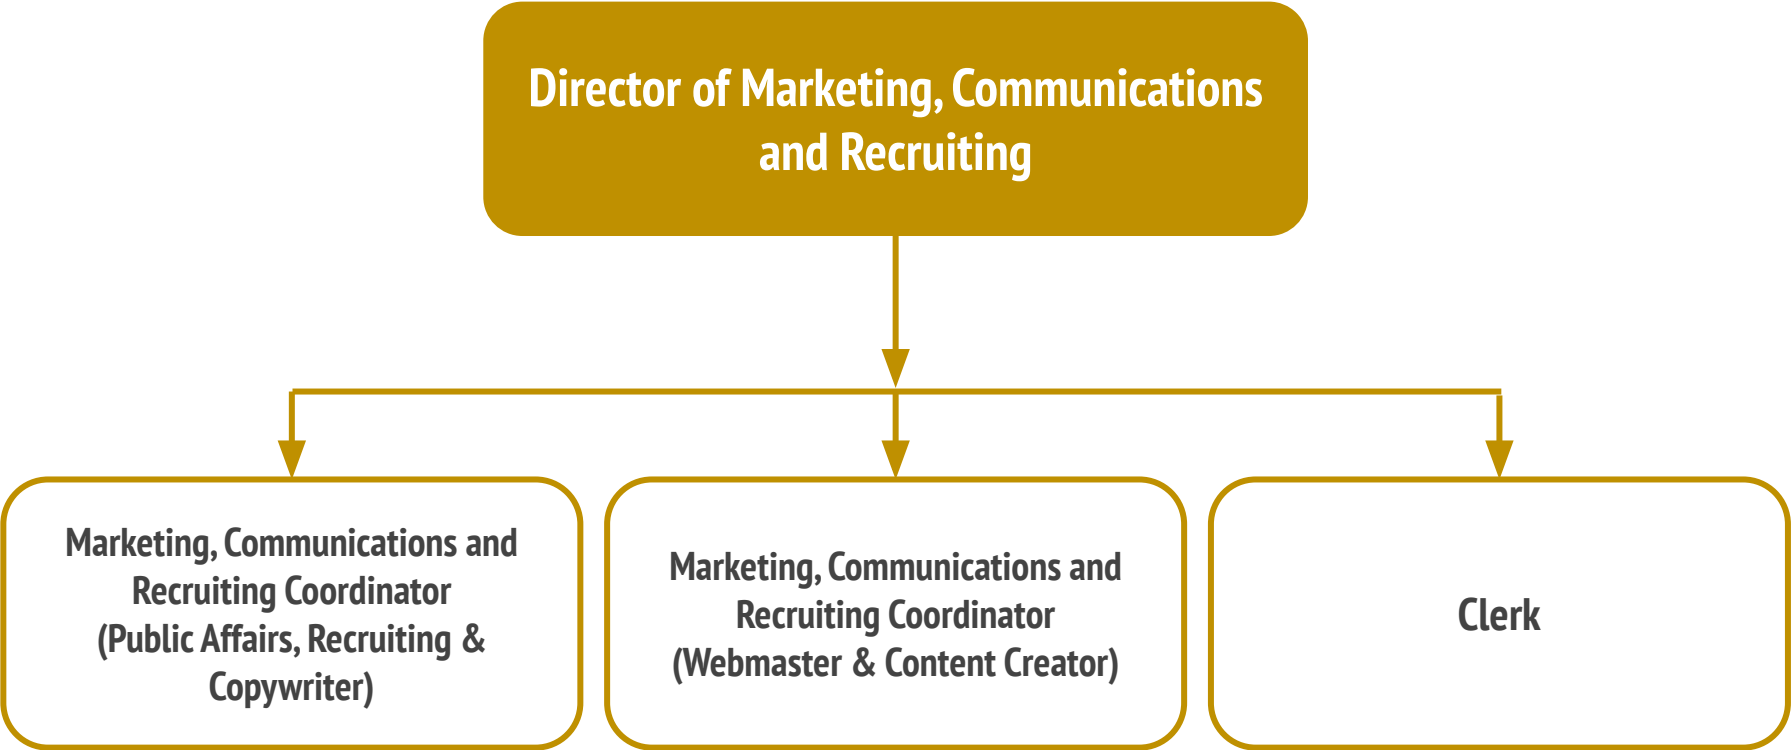 Director of Marketing, Communications
and Recruiting
Marketing, Communications and
Recruiting Coordinator
(Public Affairs, Recruiting &
Copywriter)
Marketing, Communications and
Recruiting Coordinator
(Webmaster & Content Creator)
Clerk